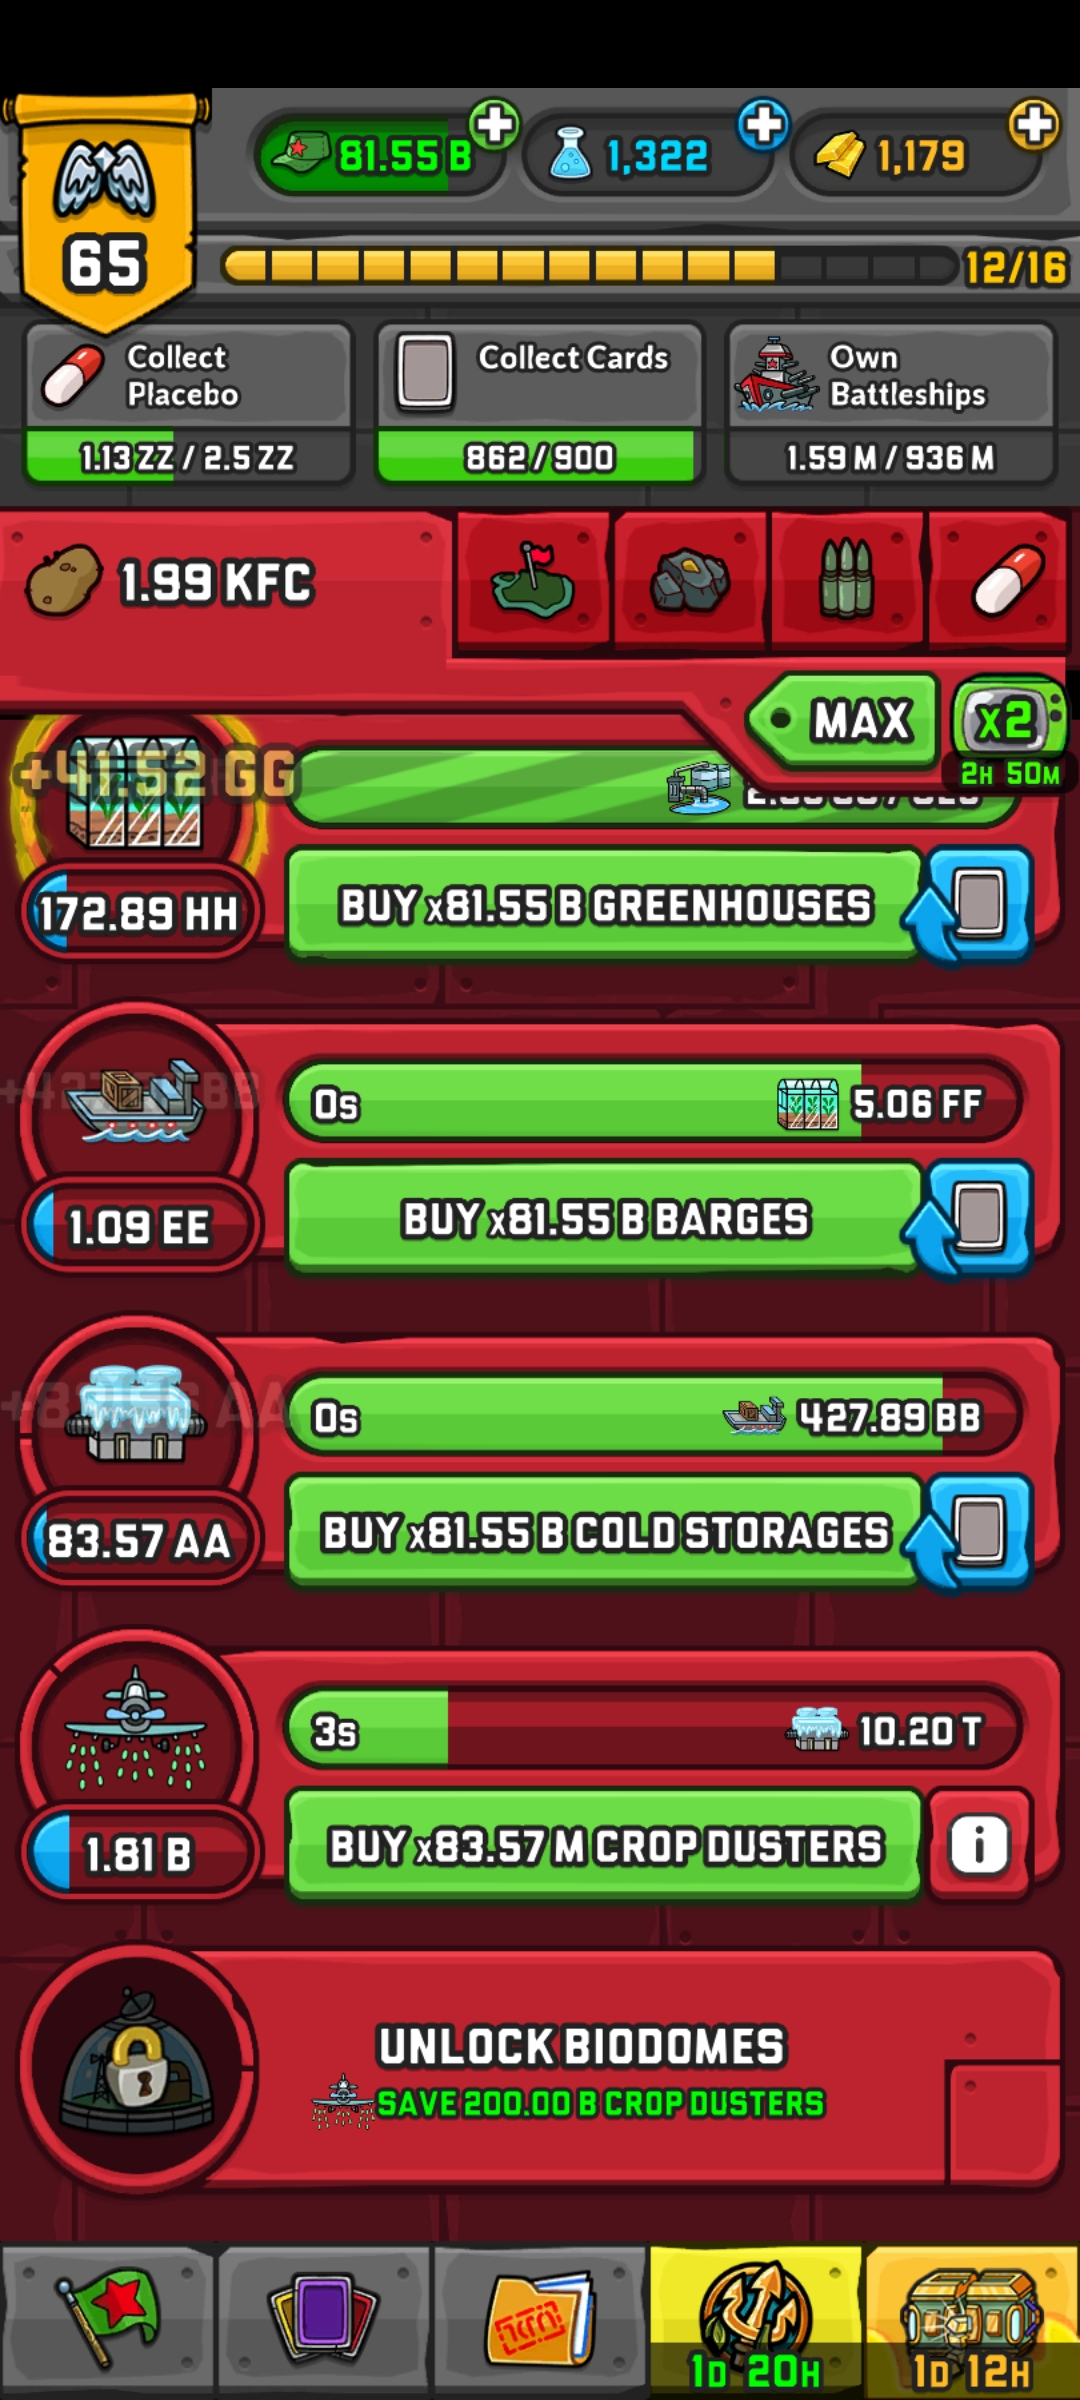 81.55 B
1,322
1,179
65
12/16
Collect
Placebo
1.13 ZZ / 2.5 ZZ
Collect Cards
862/900
Own
Battleships
1.59 M / 936 M
1.99 KFC
MAX
x2
2H 50M
+41.52 GG
172.89 HH
BUY x81.55 B GREENHOUSES
0s
5.06 FF
1.09 EE
BUY x81.55 B BARGES
0s
427.89 BB
83.57 AA
BUY x81.55 B COLD STORAGES
3s
10.20 T
1.81 B
BUY x83.57 M CROP DUSTERS
i
UNLOCK BIODOMES
SAVE 200.00 B CROP DUSTERS
1D 20H
1D 12H